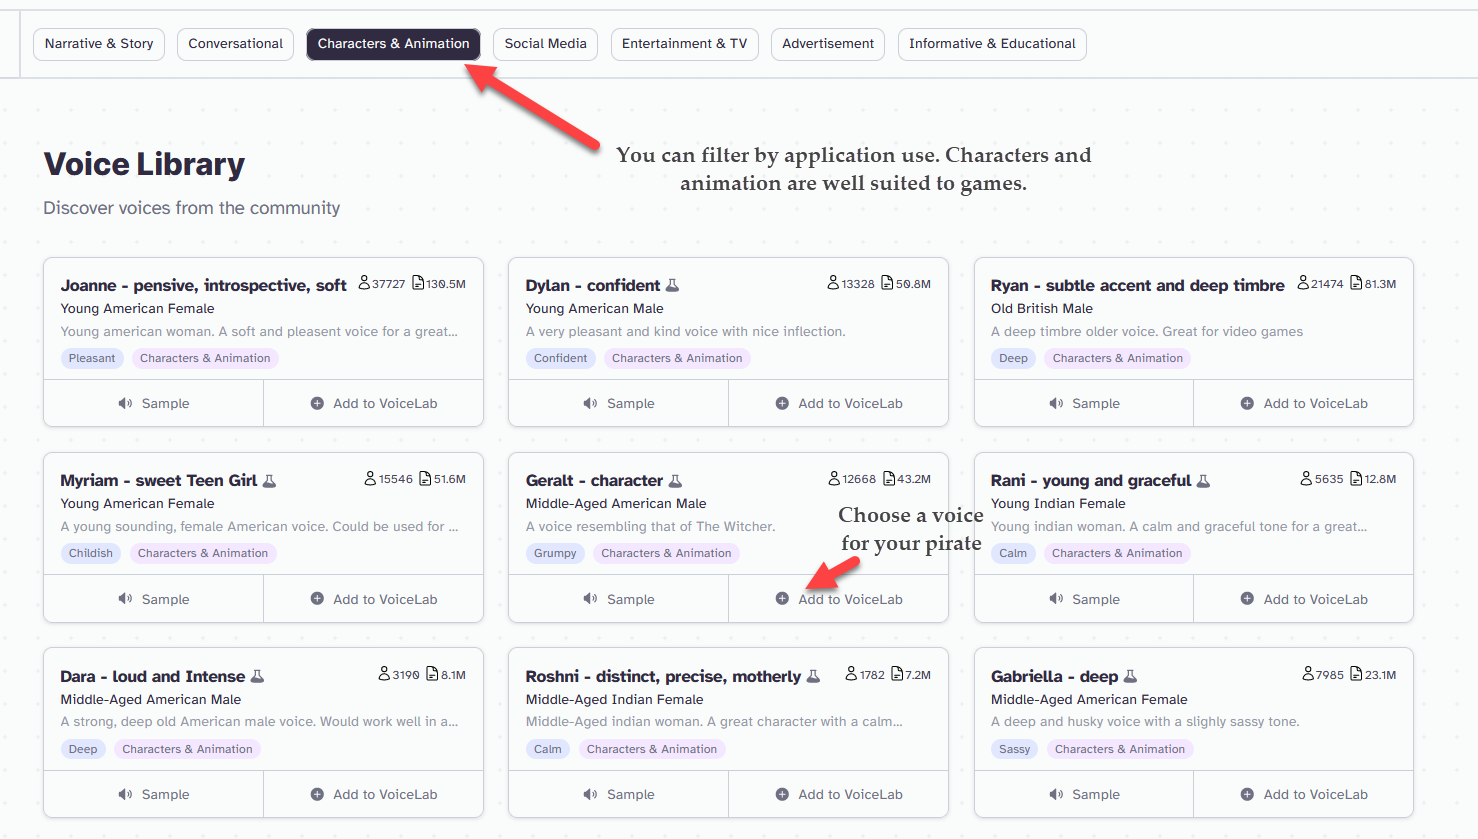 Narrative & Story
Conversational
Characters & Animation
Social Media
Entertainment & TV
Advertisement
Informative & Educational
You can filter by application use. Characters and
animation are well suited to games.
Voice Library
Discover voices from the community
Joanne - pensive, introspective, soft 37727 130.5M
Young American Female
Young american woman. A soft and pleasent voice for a great...
Pleasant Characters & Animation
Sample Add to VoiceLab
Dylan - confident 13328 50.8M
Young American Male
A very pleasant and kind voice with nice inflection.
Confident Characters & Animation
Sample Add to VoiceLab
Ryan - subtle accent and deep timbre 21474 81.3M
Old British Male
A deep timbre older voice. Great for video games
Deep Characters & Animation
Sample Add to VoiceLab
Myriam - sweet Teen Girl 15546 51.6M
Young American Female
A young sounding, female American voice. Could be used for ...
Childish Characters & Animation
Sample Add to VoiceLab
Geralt - character 12668 43.2M
Middle-Aged American Male
A voice resembling that of The Witcher.
Grumpy Characters & Animation
Sample Add to VoiceLab
Choose a voice
for your pirate
Rani - young and graceful 5635 12.8M
Young Indian Female
Young indian woman. A calm and graceful tone for a great...
Calm Characters & Animation
Sample Add to VoiceLab
Dara - loud and Intense 3190 8.1M
Middle-Aged American Male
A strong, deep old American male voice. Would work well in a...
Deep Characters & Animation
Sample Add to VoiceLab
Roshni - distinct, precise, motherly 1782 7.2M
Middle-Aged Indian Female
Middle-Aged indian woman. A great character with a calm...
Calm Characters & Animation
Sample Add to VoiceLab
Gabriella - deep 7985 23.1M
Middle-Aged American Female
A deep and husky voice with a slighly sassy tone.
Sassy Characters & Animation
Sample Add to VoiceLab